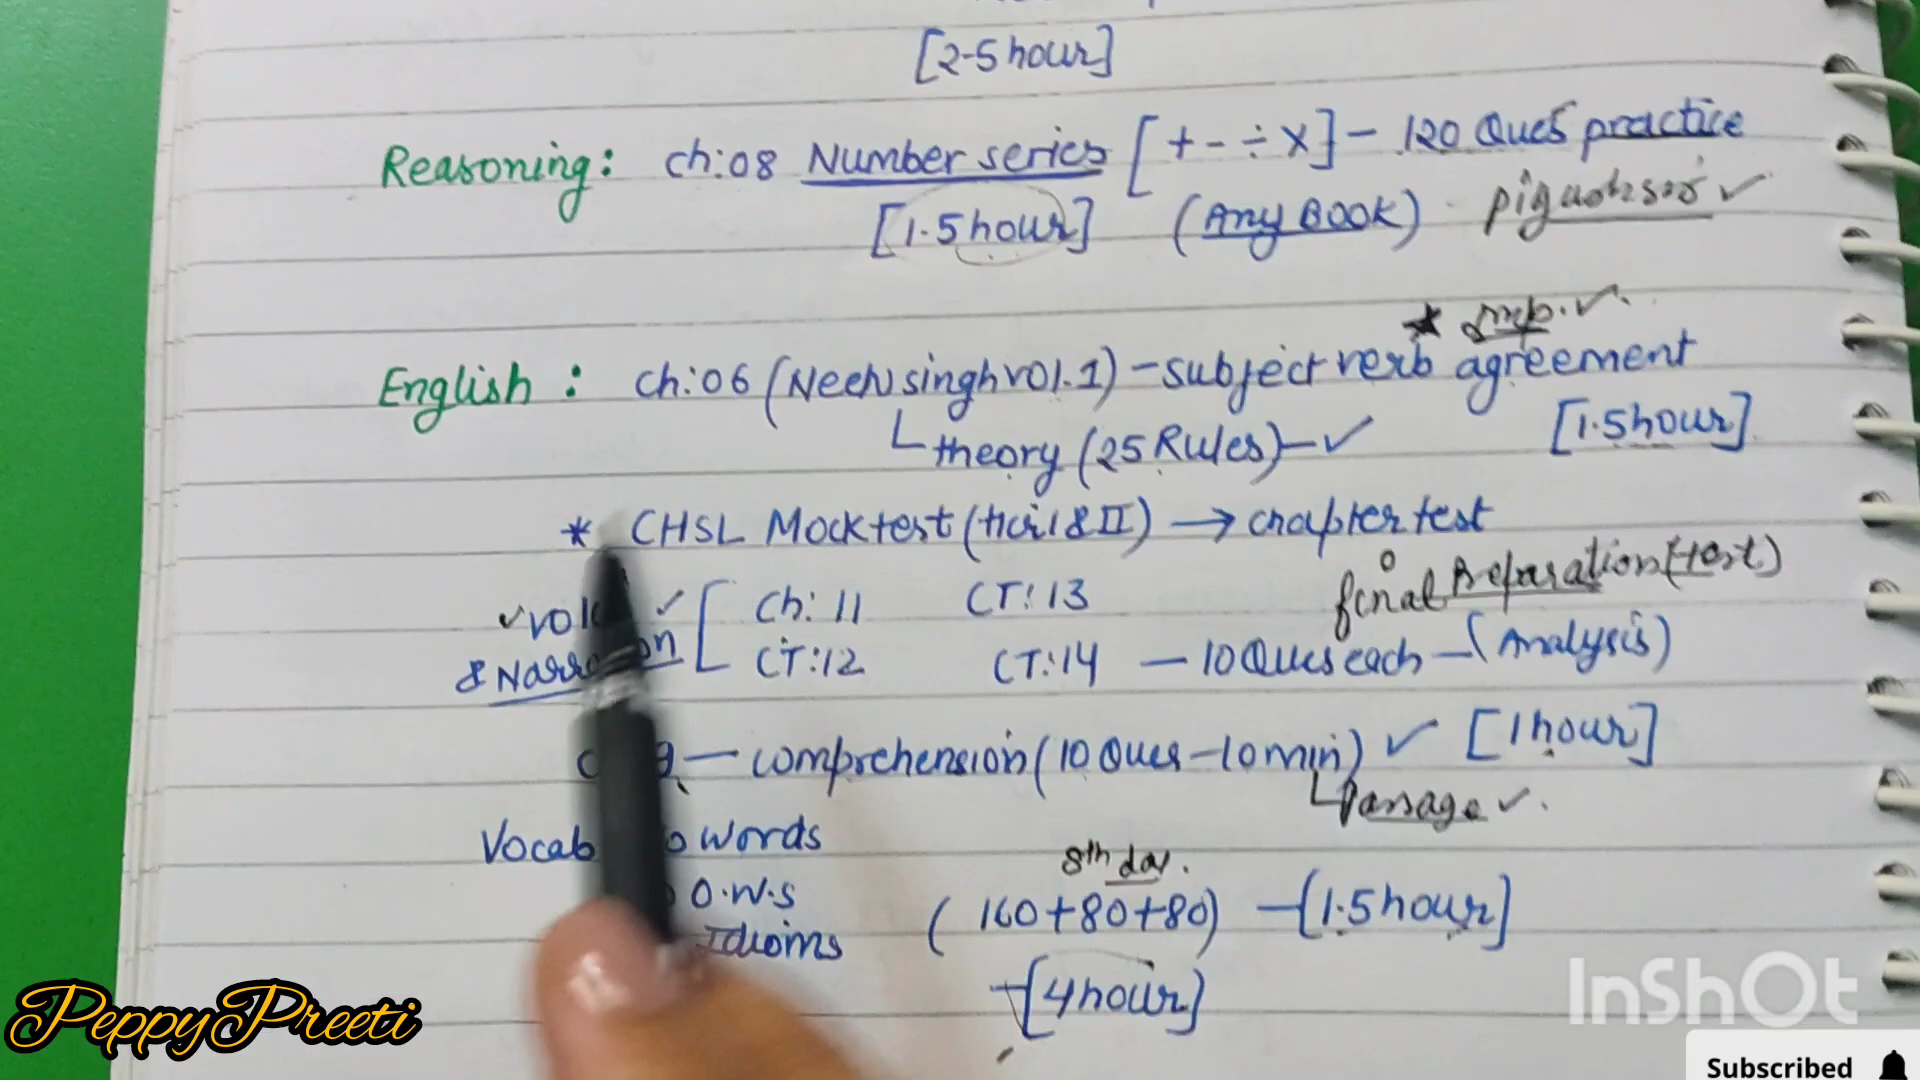 [2-5 hour]
Reasoning: ch:08 Number series [+ - ÷ x] - 120 Ques practice
[1.5 hour] (Any BOOK)
* Imp. ✓
English: ch:06 (Neetu singh vol. 1) - subject verb agreement
theory (25 Rules) - ✓ [1.5 hour]
* CHSL Mock test (tier 1 & II) → chapter test
final Preparation (test)
✓ ✓ [ Ch: 11 CT: 13
& CT: 12 CT: 14 - 10 Ques each - (Analysis)
- comprehension (10 Ques - 10 min) ✓ [1 hour]
Passage ✓.
Vocab words
8th day.
O.W.S (160+80+80) - [1.5 hour]
Idioms
- [4 hour]
PeppyPreeti
InShOt
Subscribed